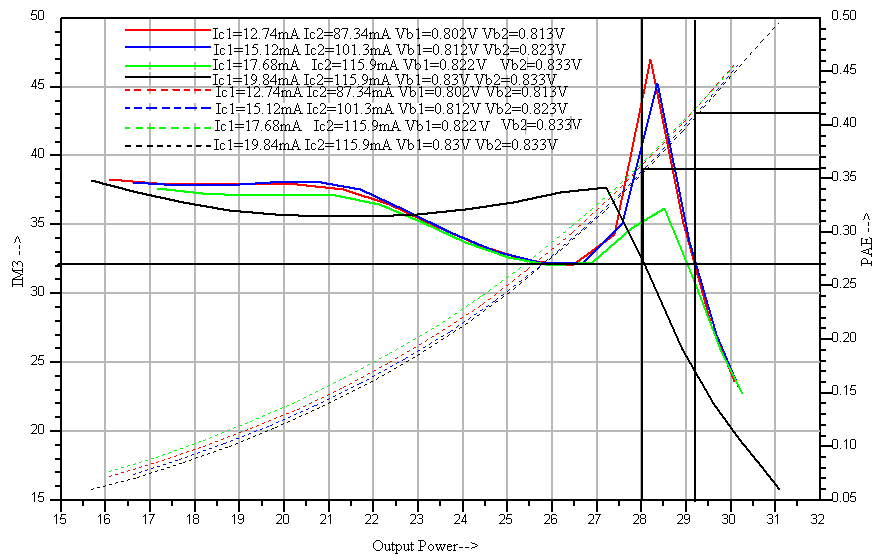 50
45
40
35
30
25
20
15
IM3 -->
Ic1=12.74mA Ic2=87.34mA Vb1=0.802V Vb2=0.813V
Ic1=15.12mA Ic2=101.3mA Vb1=0.812V Vb2=0.823V
Ic1=17.68mA Ic2=115.9mA Vb1=0.822V Vb2=0.833V
Ic1=19.84mA Ic2=115.9mA Vb1=0.83V Vb2=0.833V
Ic1=12.74mA Ic2=87.34mA Vb1=0.802V Vb2=0.813V
Ic1=15.12mA Ic2=101.3mA Vb1=0.812V Vb2=0.823V
Ic1=17.68mA Ic2=115.9mA Vb1=0.822V Vb2=0.833V
Ic1=19.84mA Ic2=115.9mA Vb1=0.83V Vb2=0.833V
0.50
0.45
0.40
0.35
0.30
0.25
0.20
0.15
0.10
0.05
PAE -->
15 16 17 18 19 20 21 22 23 24 25 26 27 28 29 30 31 32
Output Power-->